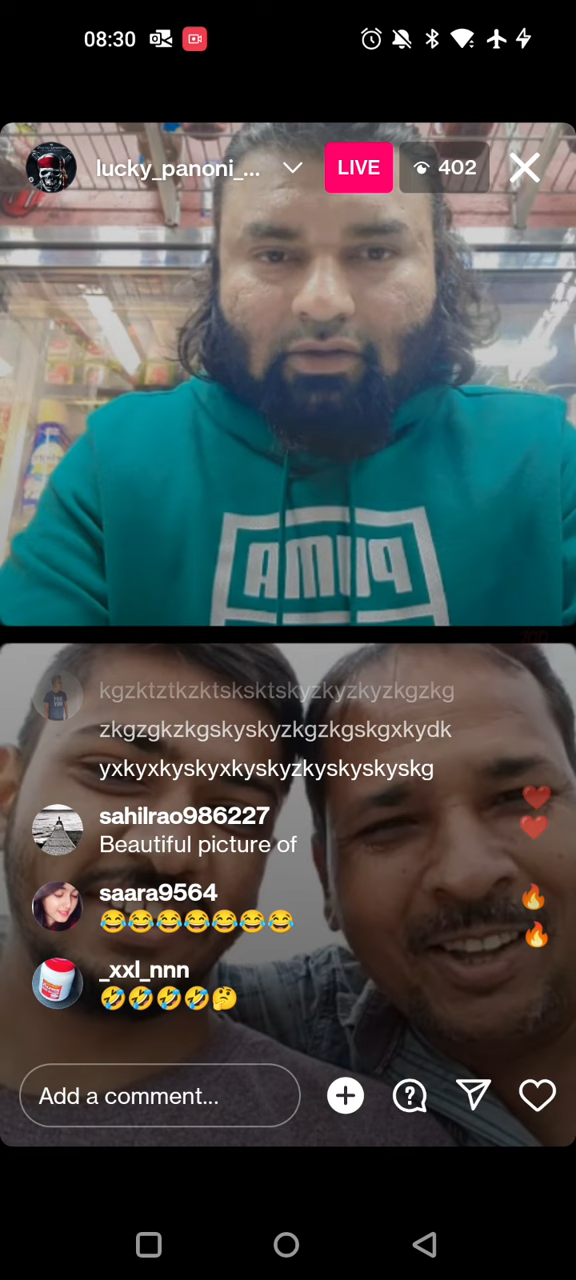 08:30
lucky_panoni_...
LIVE
402
PUMA
kgzktztkzktsksktskyzkyzkyzkgzkg
zkgzgkzkgskyskyzkgzkgskgxkydk
yxkyxkyskyxkyskyzkyskyskyskg
sahilrao986227
Beautiful picture of
saara9564
😂😂😂😂😂😂😂
_xxl_nnn
🤣🤣🤣🤣🤔
Add a comment...